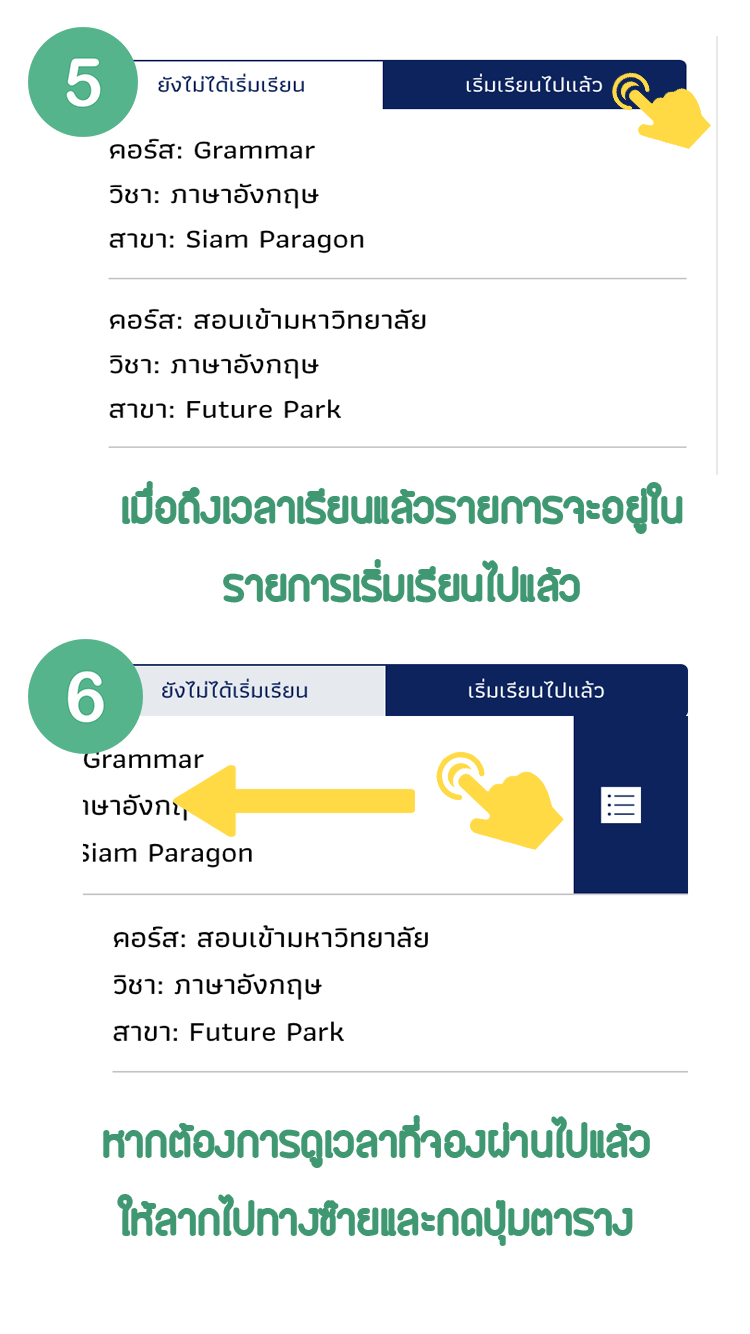 5
ยังไม่ได้เริ่มเรียน เริ่มเรียนไปแล้ว
คอร์ส: Grammar
วิชา: ภาษาอังกฤษ
สาขา: Siam Paragon
คอร์ส: สอบเข้ามหาวิทยาลัย
วิชา: ภาษาอังกฤษ
สาขา: Future Park
เมื่อถึงเวลาเรียนแล้วรายการจะอยู่ใน
รายการเริ่มเรียนไปแล้ว
6
ยังไม่ได้เริ่มเรียน เริ่มเรียนไปแล้ว
Grammar
าษาอังกฤ
Siam Paragon
คอร์ส: สอบเข้ามหาวิทยาลัย
วิชา: ภาษาอังกฤษ
สาขา: Future Park
หากต้องการดูเวลาที่จองผ่านไปแล้ว
ให้ลากไปทางซ้ายและกดปุ่มตาราง